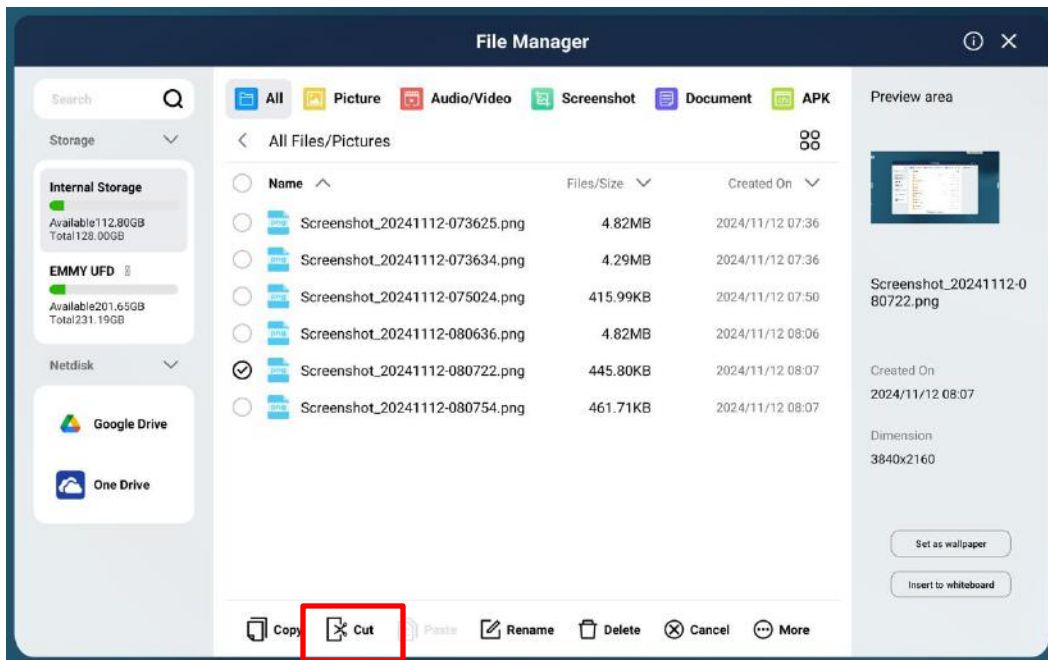 File Manager
Search
Storage
Internal Storage
Available112.80GB
Total128.00GB
EMMY UFD
Available201.65GB
Total231.19GB
Netdisk
Google Drive
One Drive
All Picture Audio/Video Screenshot Document APK
All Files/Pictures
Name Files/Size Created On
Screenshot_20241112-073625.png 4.82MB 2024/11/12 07:36
Screenshot_20241112-073634.png 4.29MB 2024/11/12 07:36
Screenshot_20241112-075024.png 415.99KB 2024/11/12 07:50
Screenshot_20241112-080636.png 4.82MB 2024/11/12 08:06
Screenshot_20241112-080722.png 445.80KB 2024/11/12 08:07
Screenshot_20241112-080754.png 461.71KB 2024/11/12 08:07
Copy Cut Paste Rename Delete Cancel More
Preview area
Screenshot_20241112-0
80722.png
Created On
2024/11/12 08:07
Dimension
3840x2160
Set as wallpaper
Insert to whiteboard